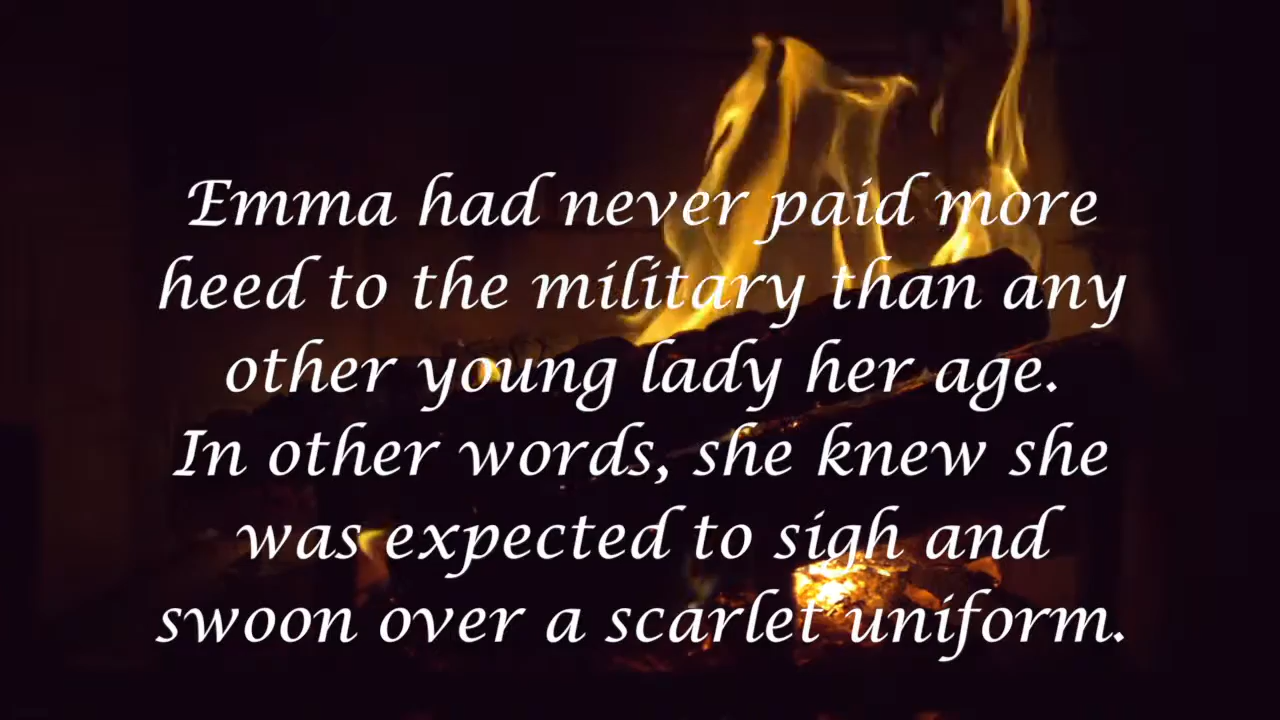 Emma had never paid more
heed to the military than any
other young lady her age.
In other words, she knew she
was expected to sigh and
swoon over a scarlet uniform.